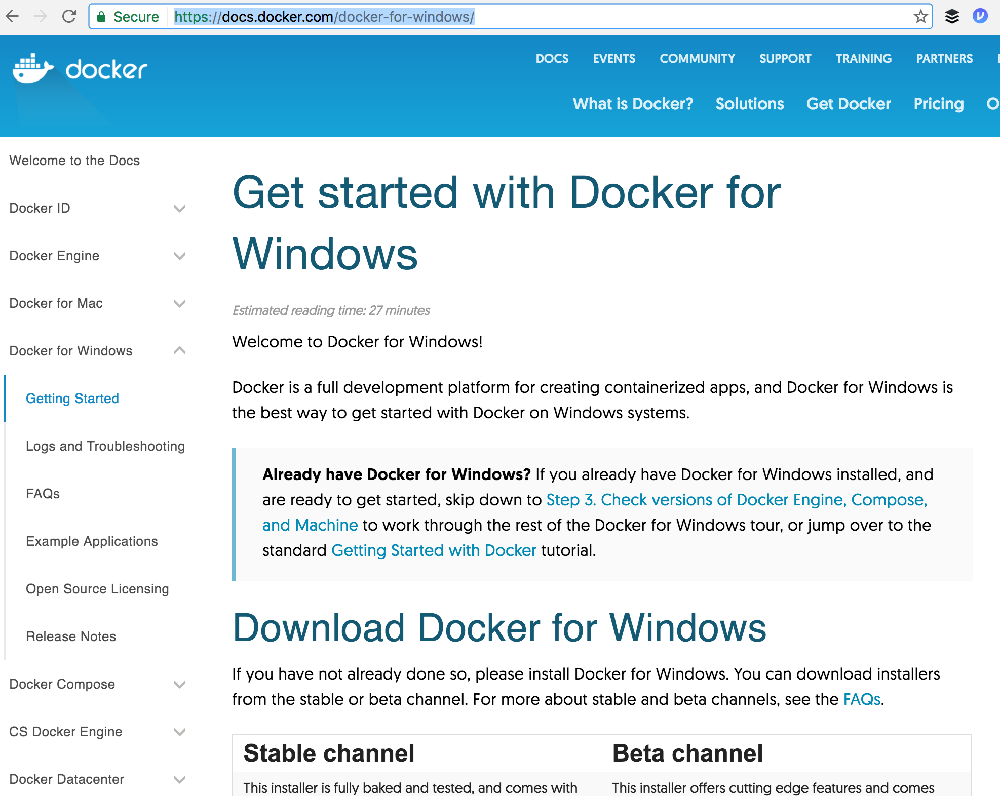 Secure https://docs.docker.com/docker-for-windows/
docker
DOCS EVENTS COMMUNITY SUPPORT TRAINING PARTNERS
What is Docker? Solutions Get Docker Pricing
Welcome to the Docs
Docker ID
Docker Engine
Docker for Mac
Docker for Windows
Getting Started
Logs and Troubleshooting
FAQs
Example Applications
Open Source Licensing
Release Notes
Docker Compose
CS Docker Engine
Docker Datacenter
Get started with Docker for
Windows
Estimated reading time: 27 minutes
Welcome to Docker for Windows!
Docker is a full development platform for creating containerized apps, and Docker for Windows is
the best way to get started with Docker on Windows systems.
Already have Docker for Windows? If you already have Docker for Windows installed, and
are ready to get started, skip down to Step 3. Check versions of Docker Engine, Compose,
and Machine to work through the rest of the Docker for Windows tour, or jump over to the
standard Getting Started with Docker tutorial.
Download Docker for Windows
If you have not already done so, please install Docker for Windows. You can download installers
from the stable or beta channel. For more about stable and beta channels, see the FAQs.
Stable channel
This installer is fully baked and tested, and comes with
Beta channel
This installer offers cutting edge features and comes